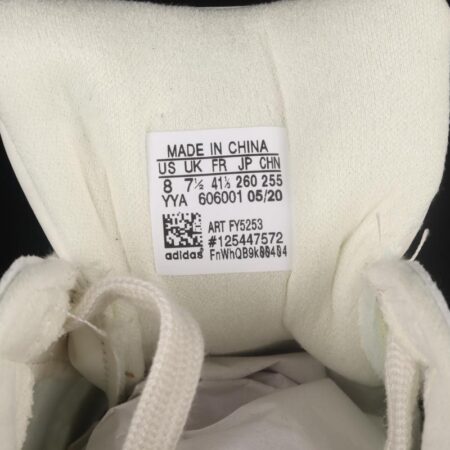 MADE IN CHINA
US UK FR JP CHN
8 7½ 41⅓ 260 255
YYA 606001 05/20
ART FY5253
#125447572
adidas